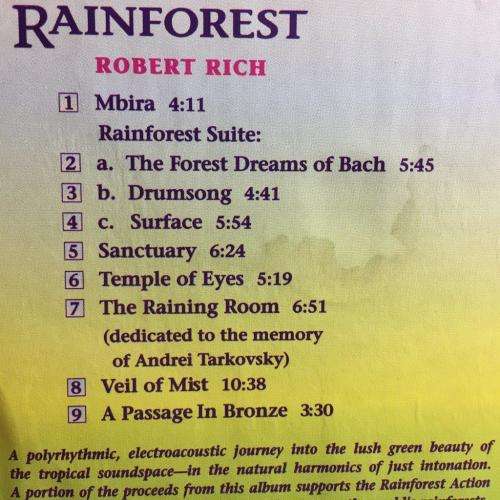 RAINFOREST
ROBERT RICH
1 Mbira 4:11
Rainforest Suite:
2 a. The Forest Dreams of Bach 5:45
3 b. Drumsong 4:41
4 c. Surface 5:54
5 Sanctuary 6:24
6 Temple of Eyes 5:19
7 The Raining Room 6:51
(dedicated to the memory
of Andrei Tarkovsky)
8 Veil of Mist 10:38
9 A Passage In Bronze 3:30
A polyrhythmic, electroacoustic journey into the lush green beauty of
the tropical soundspace—in the natural harmonics of just intonation.
A portion of the proceeds from this album supports the Rainforest Action